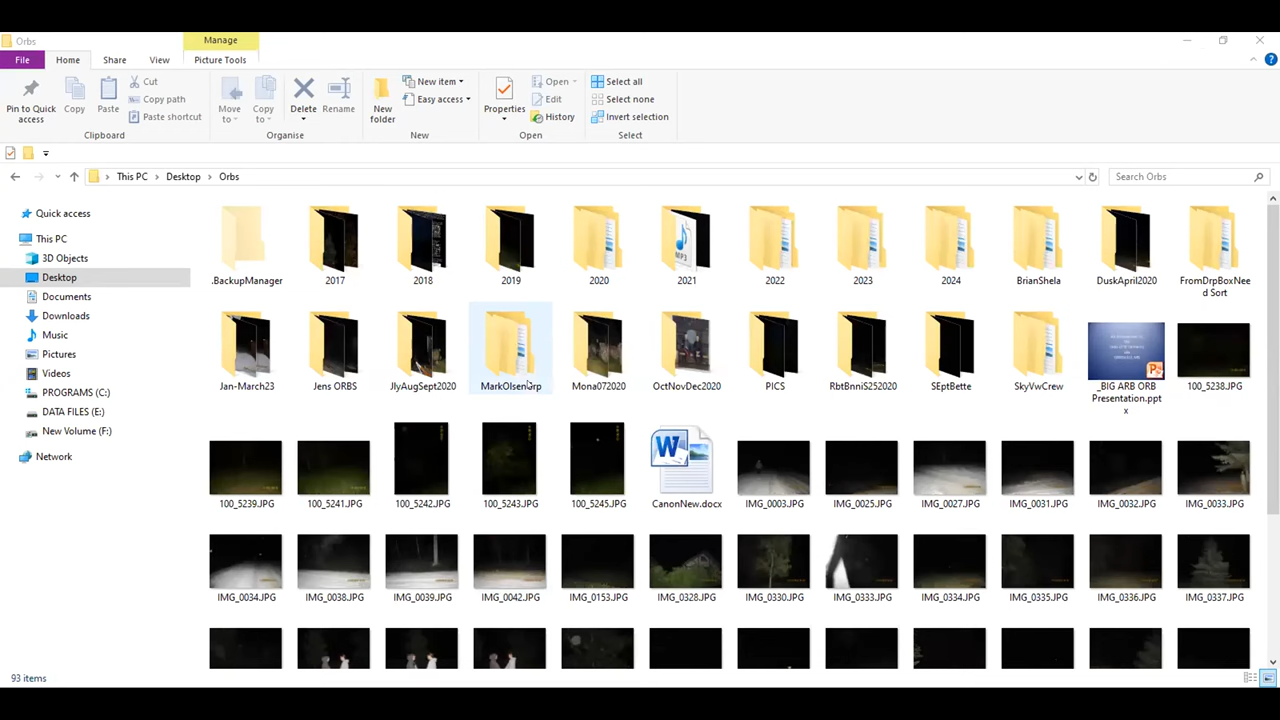 Orbs
Manage
File
Home
Share
View
Picture Tools
Pin to Quick
access
Copy
Paste
Cut
Copy path
Paste shortcut
Clipboard
Move
to
Copy
to
Delete
Rename
Organise
New
folder
New item
Easy access
New
Properties
Open
Edit
History
Open
Select all
Select none
Invert selection
Select
This PC > Desktop > Orbs
Search Orbs
Quick access
This PC
3D Objects
Desktop
Documents
Downloads
Music
Pictures
Videos
PROGRAMS (C:)
DATA FILES (E:)
New Volume (F:)
Network
.BackupManager
2017
2018
2019
2020
MP3
2021
2022
2023
2024
BrianShela
DuskApril2020
FromDrpBoxNee
d Sort
Jan-March23
Jens ORBS
JlyAugSept2020
Mona072020
OctNovDec2020
PICS
RbtBnniS252020
SEptBette
SkyVwCrew
_BIG ARB ORB
Presentation.ppt
x
100_5238.JPG
100_5239.JPG
100_5241.JPG
100_5242.JPG
100_5243.JPG
100_5245.JPG
CanonNew.docx
IMG_0003.JPG
IMG_0025.JPG
IMG_0027.JPG
IMG_0031.JPG
IMG_0032.JPG
IMG_0033.JPG
IMG_0034.JPG
IMG_0038.JPG
IMG_0039.JPG
IMG_0042.JPG
IMG_0153.JPG
IMG_0328.JPG
IMG_0330.JPG
IMG_0333.JPG
IMG_0334.JPG
IMG_0335.JPG
IMG_0336.JPG
IMG_0337.JPG
93 items